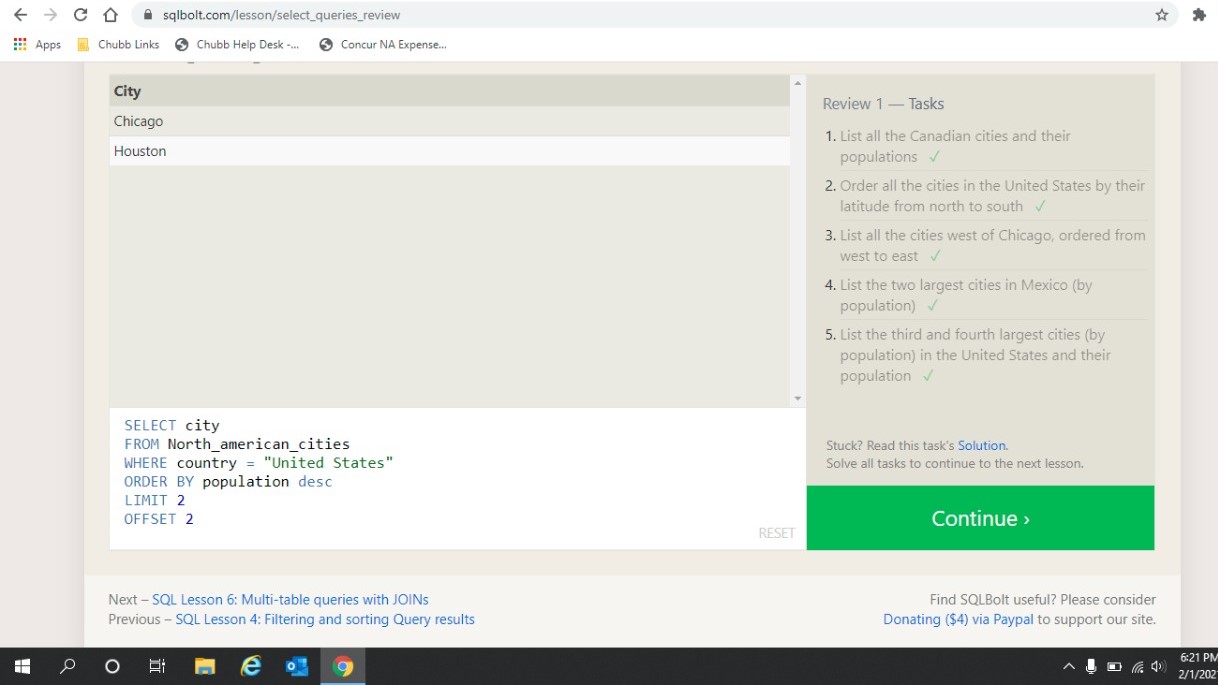 sqlbolt.com/lesson/select_queries_review
Apps Chubb Links Chubb Help Desk -... Concur NA Expense...
City
Chicago
Houston
Review 1 — Tasks
1. List all the Canadian cities and their
populations ✓
2. Order all the cities in the United States by their
latitude from north to south ✓
3. List all the cities west of Chicago, ordered from
west to east ✓
4. List the two largest cities in Mexico (by
population) ✓
5. List the third and fourth largest cities (by
population) in the United States and their
population ✓
Stuck? Read this task's Solution.
Solve all tasks to continue to the next lesson.
Continue ›
SELECT city
FROM North_american_cities
WHERE country = "United States"
ORDER BY population desc
LIMIT 2
OFFSET 2
RESET
Next – SQL Lesson 6: Multi-table queries with JOINs
Previous – SQL Lesson 4: Filtering and sorting Query results
Find SQLBolt useful? Please consider
Donating ($4) via Paypal to support our site.
6:21 PM
2/1/202